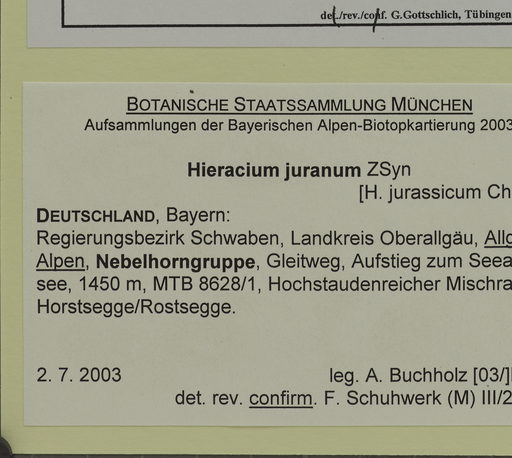 det./rev./conf. G.Gottschlich, Tübingen
BOTANISCHE STAATSSAMMLUNG MÜNCHEN
Aufsammlungen der Bayerischen Alpen-Biotopkartierung 2003
Hieracium juranum ZSyn
[H. jurassicum Ch
DEUTSCHLAND, Bayern:
Regierungsbezirk Schwaben, Landkreis Oberallgäu, Allg
Alpen, Nebelhorngruppe, Gleitweg, Aufstieg zum Seea
see, 1450 m, MTB 8628/1, Hochstaudenreicher Mischra
Horstsegge/Rostsegge.
2. 7. 2003 leg. A. Buchholz [03/]
det. rev. confirm. F. Schuhwerk (M) III/2